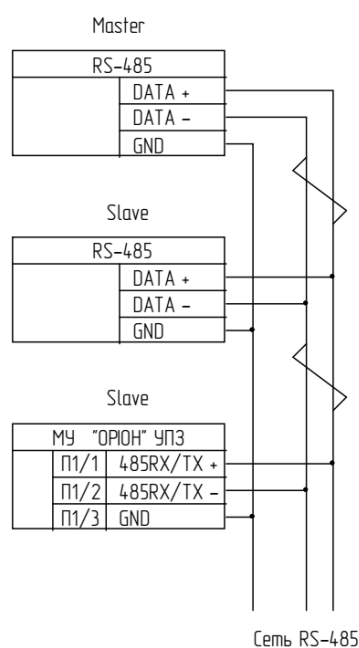 Master
RS-485
DATA +
DATA -
GND
Slave
RS-485
DATA +
DATA -
GND
Slave
МУ "ОРІОН" УПЗ
П1/1 485RX/TX +
П1/2 485RX/TX -
П1/3 GND
Сеть RS-485